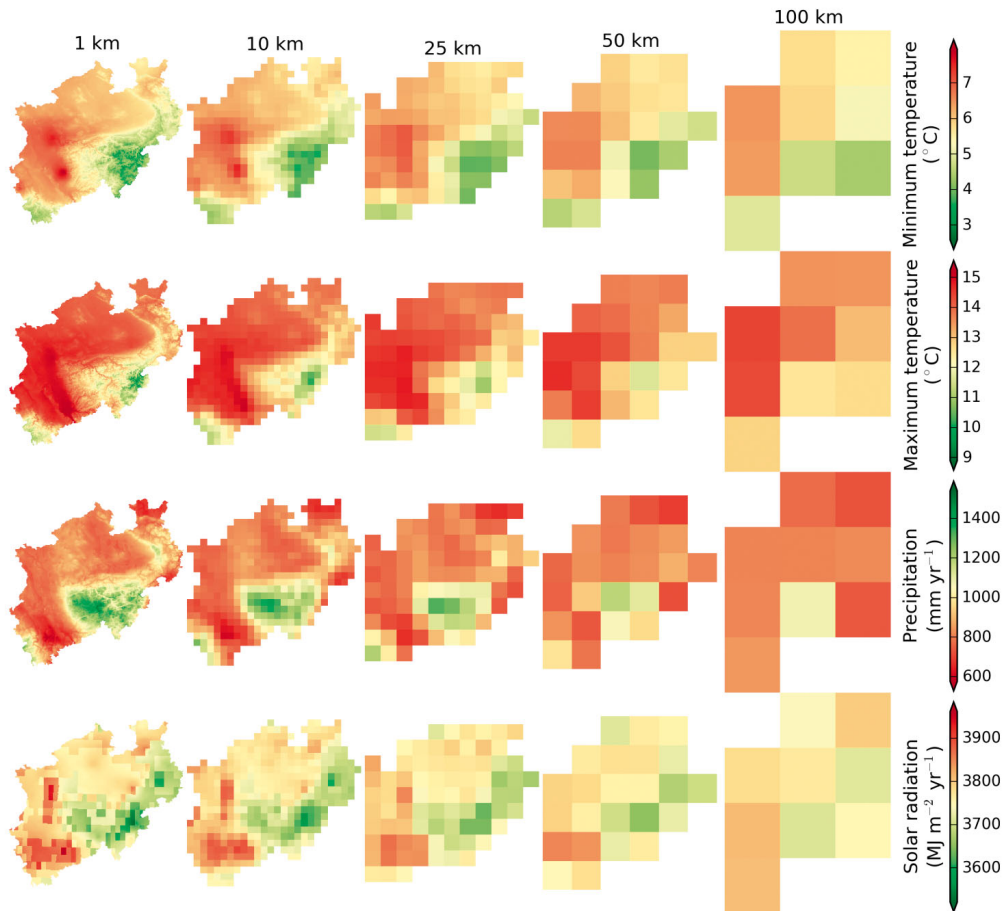 1 km
10 km
25 km
50 km
100 km
7
6
5
4
3
Minimum temperature
(°C)
15
14
13
12
11
10
9
Maximum temperature
(°C)
1400
1200
1000
800
600
Precipitation
(mm yr⁻¹)
3900
3800
3700
3600
Solar radiation
(MJ m⁻² yr⁻¹)